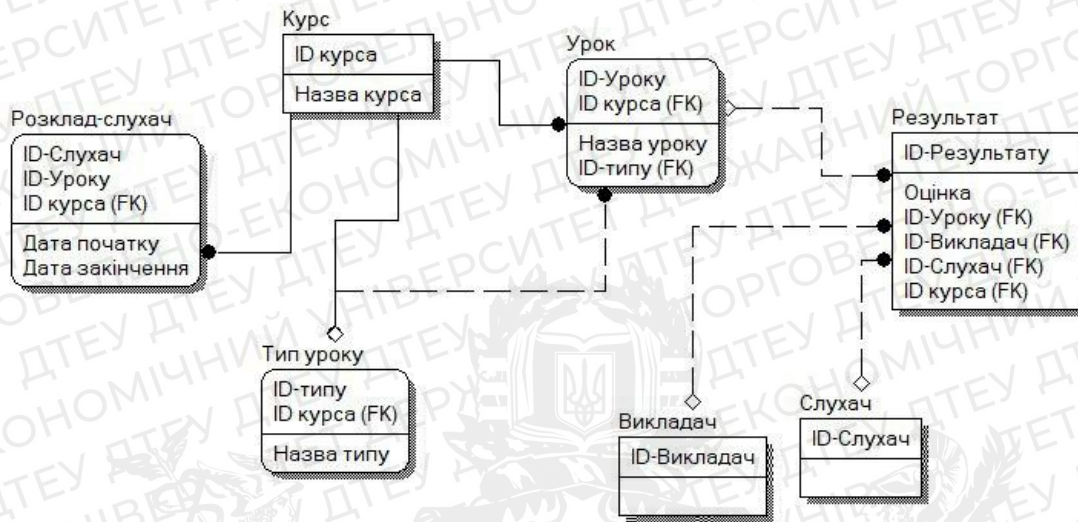 Курс
ID курса
Назва курса
Урок
ID-Уроку
ID курса (FK)
Назва уроку
ID-типу (FK)
Розклад-слухач
ID-Слухач
ID-Уроку
ID курса (FK)
Дата початку
Дата закінчення
Результат
ID-Результату
Оцінка
ID-Уроку (FK)
ID-Викладач (FK)
ID-Слухач (FK)
ID курса (FK)
Тип уроку
ID-типу
ID курса (FK)
Назва типу
Викладач
ID-Викладач
Слухач
ID-Слухач